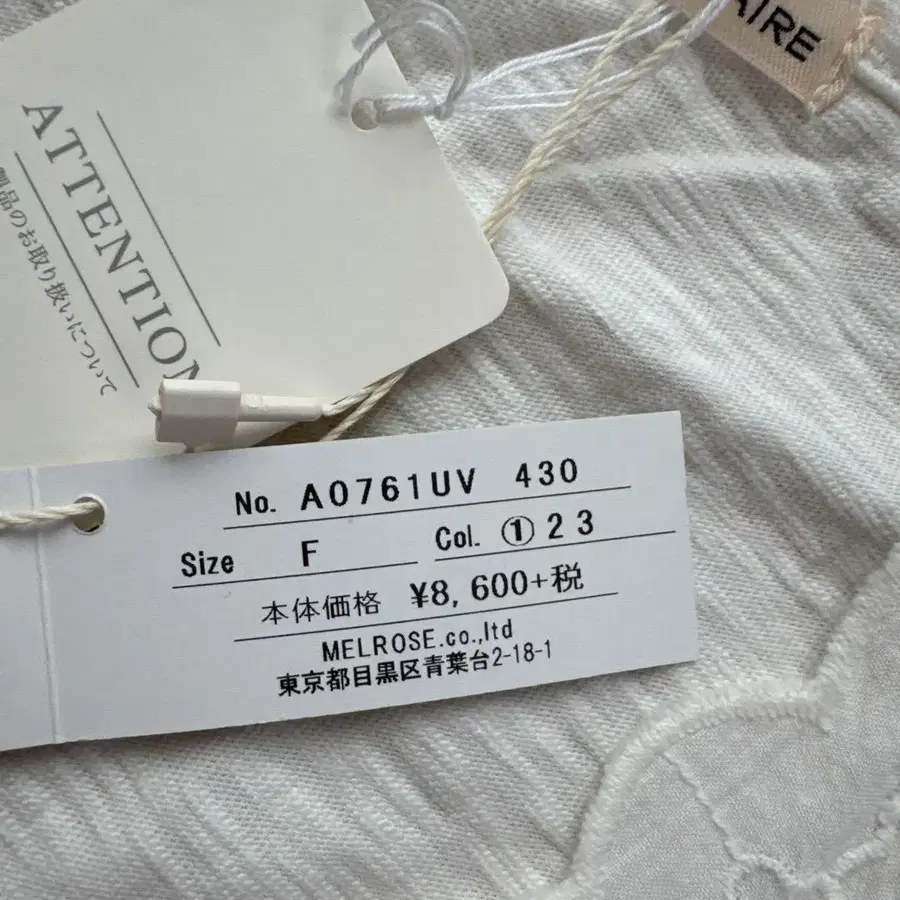 AIRE
ATTENTION
製品のお取り扱いについて
No. A0761UV 430
Size F Col. ①23
本体価格 ¥8,600+税
MELROSE.co.,ltd
東京都目黒区青葉台2-18-1